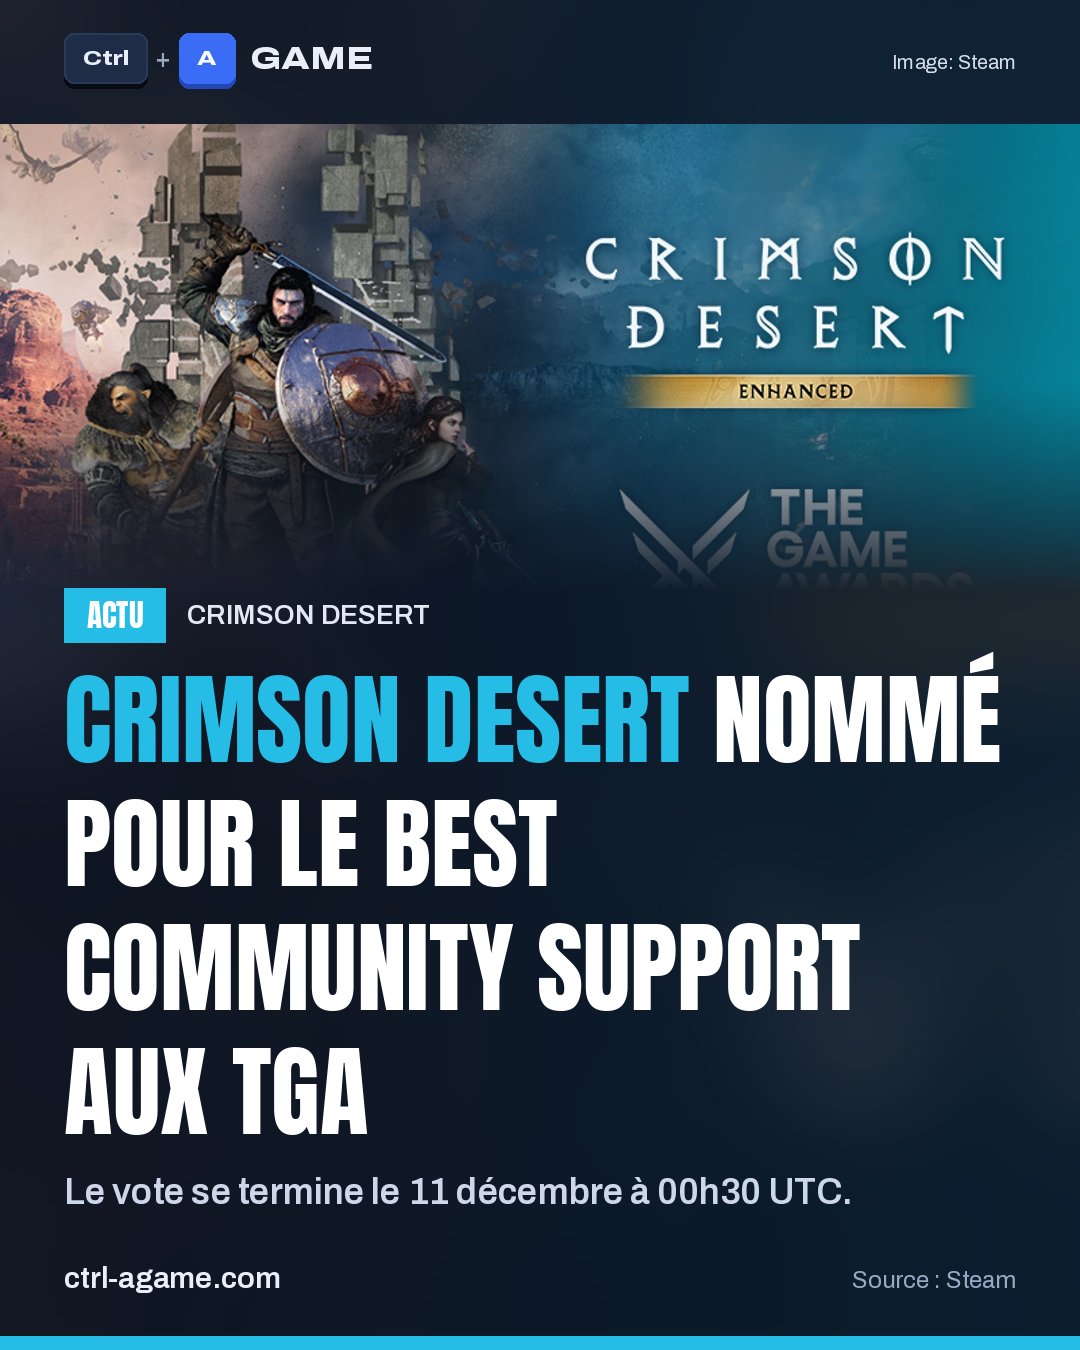 Ctrl + A GAME
Image: Steam
CRIMSON
DESERT
ENHANCED
THE
GAME
AWARDS
ACTU CRIMSON DESERT
CRIMSON DESERT NOMMÉ
POUR LE BEST
COMMUNITY SUPPORT
AUX TGA
Le vote se termine le 11 décembre à 00h30 UTC.
ctrl-agame.com
Source : Steam